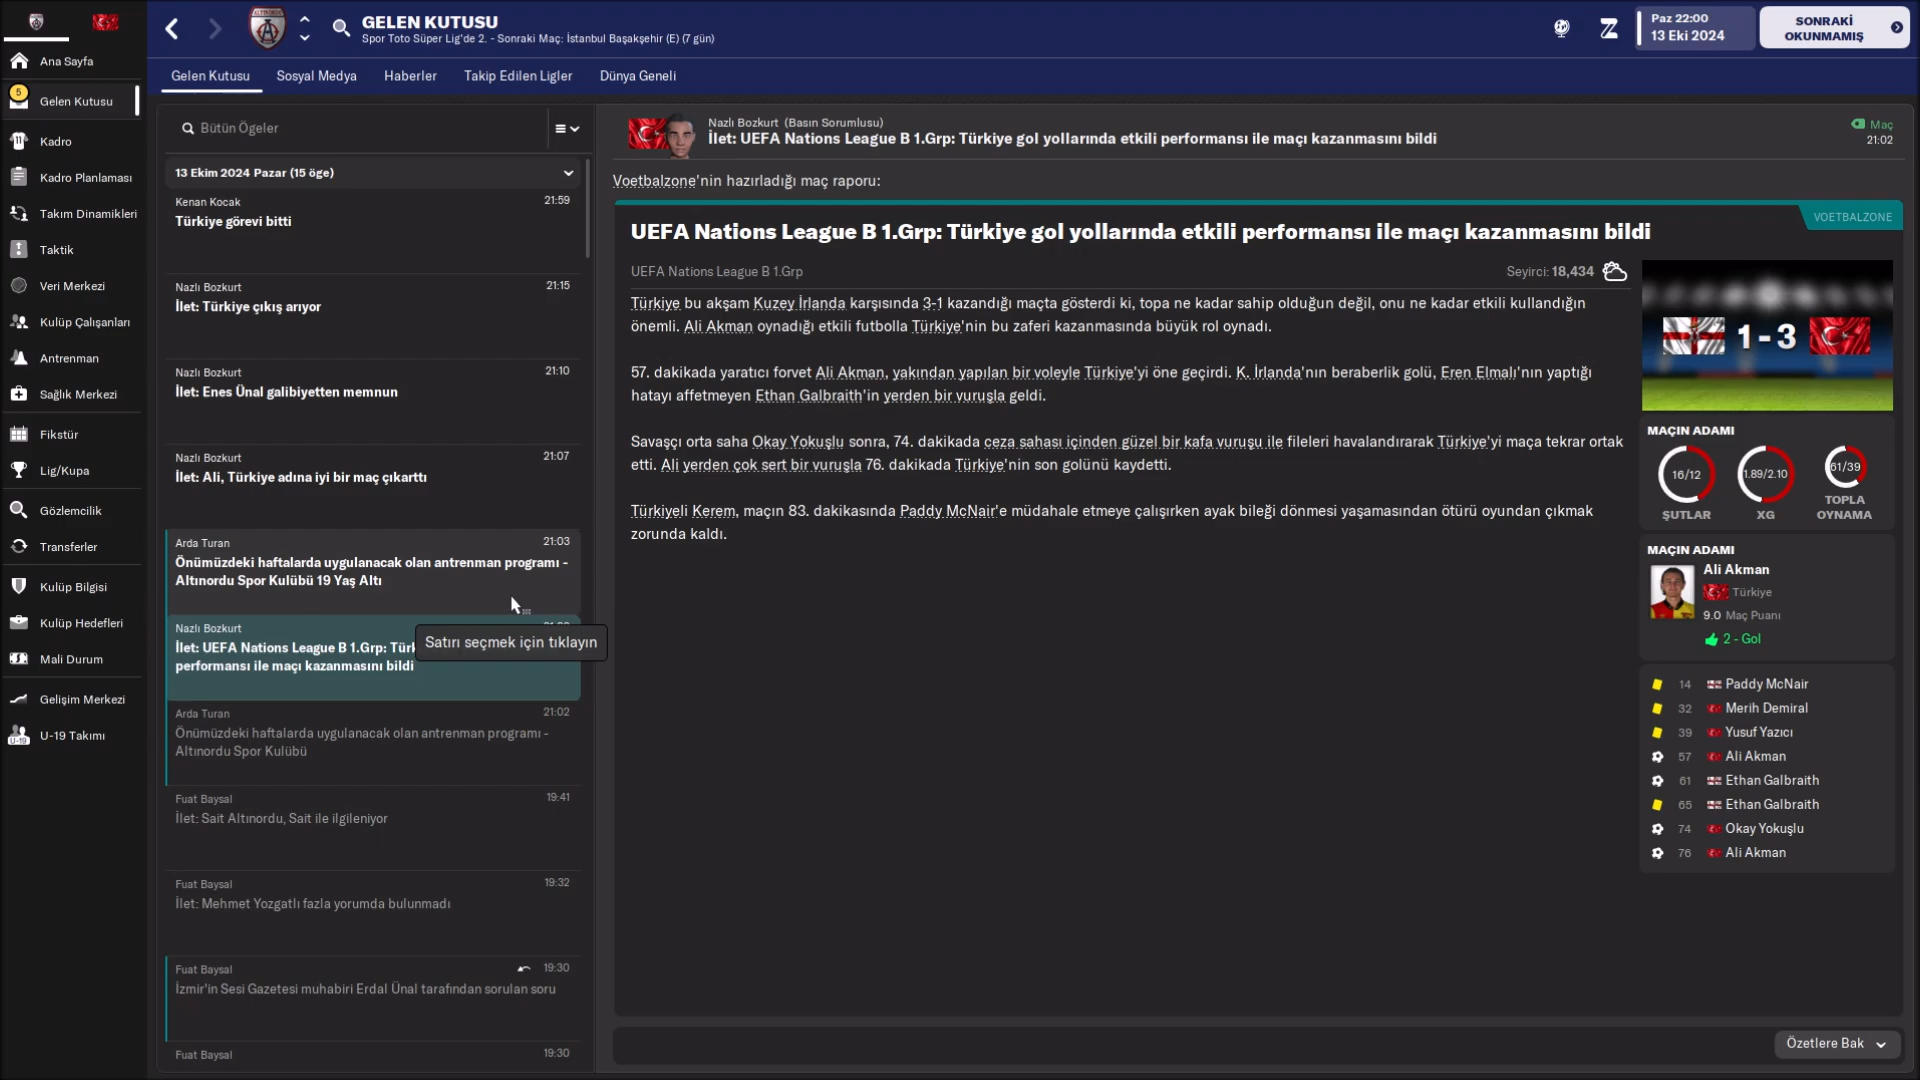 GELEN KUTUSU
Spor Toto Süper Lig'de 2. - Sonraki Maç: İstanbul Başakşehir (E) (7 gün)
Paz 22:00
13 Eki 2024
SONRAKİ
OKUNMAMIŞ
Ana Sayfa
5
Gelen Kutusu
Kadro
Kadro Planlaması
Takım Dinamikleri
Taktik
Veri Merkezi
Kulüp Çalışanları
Antrenman
Sağlık Merkezi
Fikstür
Lig/Kupa
Gözlemcilik
Transferler
Kulüp Bilgisi
Kulüp Hedefleri
Mali Durum
Gelişim Merkezi
U-19 Takımı
Gelen Kutusu
Sosyal Medya
Haberler
Takip Edilen Ligler
Dünya Geneli
Bütün Ögeler
13 Ekim 2024 Pazar (15 öge)
Kenan Kocak 21:59
Türkiye görevi bitti
Nazlı Bozkurt 21:15
İlet: Türkiye çıkış arıyor
Nazlı Bozkurt 21:10
İlet: Enes Ünal galibiyetten memnun
Nazlı Bozkurt 21:07
İlet: Ali, Türkiye adına iyi bir maç çıkarttı
Arda Turan 21:03
Önümüzdeki haftalarda uygulanacak olan antrenman programı -
Altınordu Spor Kulübü 19 Yaş Altı
Nazlı Bozkurt
İlet: UEFA Nations League B 1.Grp: Türk
performansı ile maçı kazanmasını bildi
Satırı seçmek için tıklayın
Arda Turan 21:02
Önümüzdeki haftalarda uygulanacak olan antrenman programı -
Altınordu Spor Kulübü
Fuat Baysal 19:41
İlet: Sait Altınordu, Sait ile ilgileniyor
Fuat Baysal 19:32
İlet: Mehmet Yozgatlı fazla yorumda bulunmadı
Fuat Baysal 19:30
İzmir'in Sesi Gazetesi muhabiri Erdal Ünal tarafından sorulan soru
Fuat Baysal 19:30
Nazlı Bozkurt (Basın Sorumlusu)
İlet: UEFA Nations League B 1.Grp: Türkiye gol yollarında etkili performansı ile maçı kazanmasını bildi
Maç
21:02
Voetbalzone'nin hazırladığı maç raporu:
VOETBALZONE
UEFA Nations League B 1.Grp: Türkiye gol yollarında etkili performansı ile maçı kazanmasını bildi
UEFA Nations League B 1.Grp
Seyirci: 18,434
Türkiye bu akşam Kuzey İrlanda karşısında 3-1 kazandığı maçta gösterdi ki, topa ne kadar sahip olduğun değil, onu ne kadar etkili kullandığın
önemli. Ali Akman oynadığı etkili futbolla Türkiye'nin bu zaferi kazanmasında büyük rol oynadı.
57. dakikada yaratıcı forvet Ali Akman, yakından yapılan bir voleyle Türkiye'yi öne geçirdi. K. İrlanda'nın beraberlik golü, Eren Elmalı'nın yaptığı
hatayı affetmeyen Ethan Galbraith'in yerden bir vuruşla geldi.
Savaşçı orta saha Okay Yokuşlu sonra, 74. dakikada ceza sahası içinden güzel bir kafa vuruşu ile fileleri havalandırarak Türkiye'yi maça tekrar ortak
etti. Ali yerden çok sert bir vuruşla 76. dakikada Türkiye'nin son golünü kaydetti.
Türkiyeli Kerem, maçın 83. dakikasında Paddy McNair'e müdahale etmeye çalışırken ayak bileği dönmesi yaşamasından ötürü oyundan çıkmak
zorunda kaldı.
1 - 3
MAÇIN ADAMI
16/12
1.89/2.10
61/39
ŞUTLAR
XG
TOPLA
OYNAMA
MAÇIN ADAMI
Ali Akman
Türkiye
9.0 Maç Puanı
2 - Gol
14 Paddy McNair
32 Merih Demiral
39 Yusuf Yazıcı
57 Ali Akman
61 Ethan Galbraith
65 Ethan Galbraith
74 Okay Yokuşlu
76 Ali Akman
Özetlere Bak